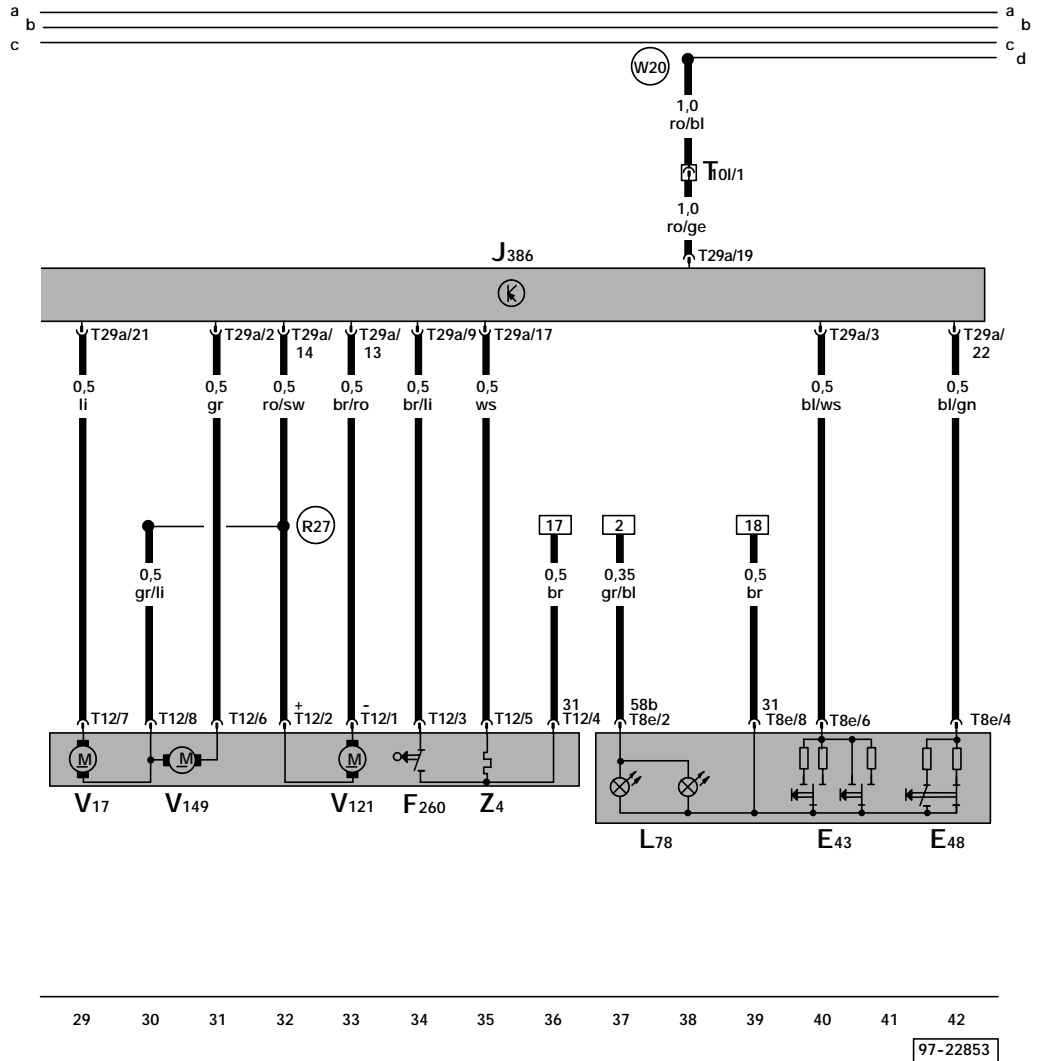 a a
b b
c c
d
W20
1,0
ro/bl
T10l/1
1,0
ro/ge
J386 T29a/19
T29a/21 T29a/2 T29a/ T29a/ T29a/9 T29a/17 T29a/3 T29a/
14 13 22
0,5 0,5 0,5 0,5 0,5 0,5 0,5 0,5
li gr ro/sw br/ro br/li ws bl/ws bl/gn
R27 17 2 18
0,5 0,5 0,35 0,5
gr/li br gr/bl br
+ - 31 58b 31
T12/7 T12/8 T12/6 T12/2 T12/1 T12/3 T12/5 T12/4 T8e/2 T8e/8 T8e/6 T8e/4
M M M
V17 V149 V121 F260 Z4
L78 E43 E48
29 30 31 32 33 34 35 36 37 38 39 40 41 42
97-22853